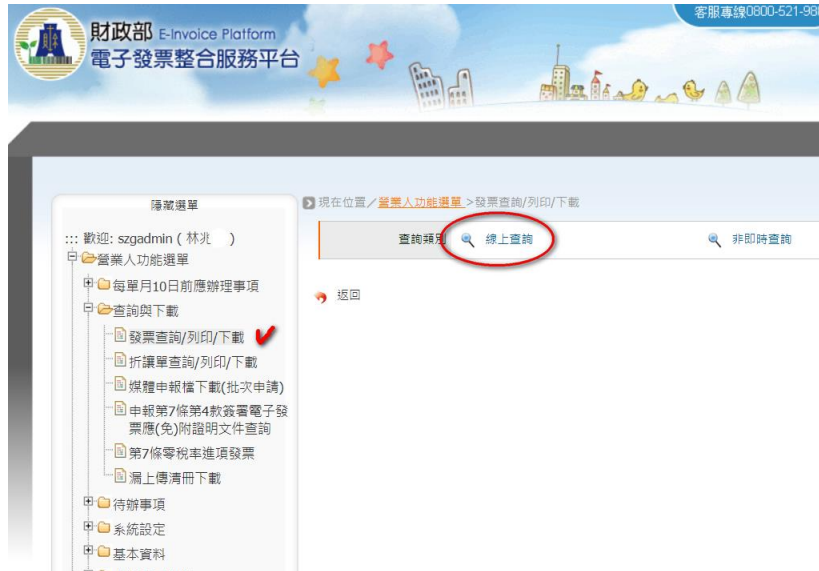 客服專線0800-521-988
財政部 E-Invoice Platform
電子發票整合服務平台
隱藏選單
現在位置／營業人功能選單 >發票查詢/列印/下載
::: 歡迎: szgadmin ( 林兆 )
查詢類別 線上查詢 非即時查詢
營業人功能選單
每單月10日前應辦理事項
返回
查詢與下載
發票查詢/列印/下載
折讓單查詢/列印/下載
媒體申報檔下載(批次申請)
申報第7條第4款簽署電子發
票應(免)附證明文件查詢
第7條零稅率進項發票
漏上傳清冊下載
待辦事項
系統設定
基本資料